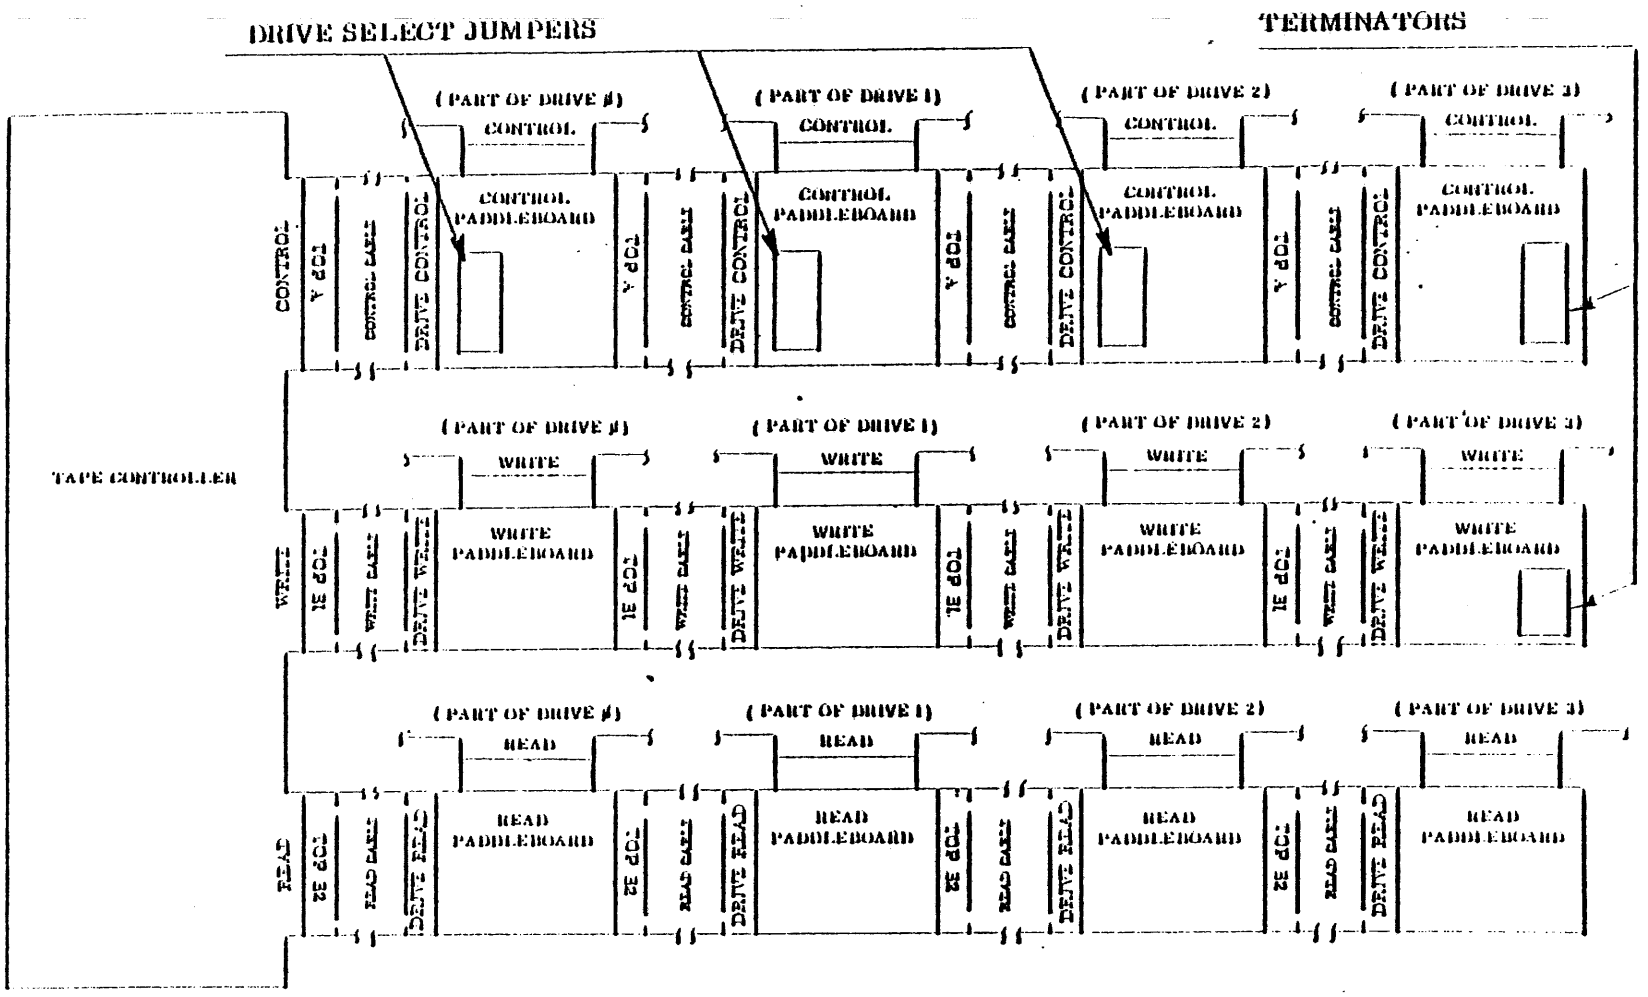 DRIVE SELECT JUMPERS
TERMINATORS
( PART OF DRIVE 0)
( PART OF DRIVE 1)
( PART OF DRIVE 2)
( PART OF DRIVE 3)
CONTROL
CONTROL
CONTROL
CONTROL
CONTROL
TOP A
CONTROL CABLE
DRIVE CONTROL
CONTROL
PADDLEBOARD
TOP A
CONTROL CABLE
DRIVE CONTROL
CONTROL
PADDLEBOARD
TOP A
CONTROL CABLE
DRIVE CONTROL
CONTROL
PADDLEBOARD
TOP A
CONTROL CABLE
DRIVE CONTROL
CONTROL
PADDLEBOARD
TAPE CONTROLLER
( PART OF DRIVE 0)
( PART OF DRIVE 1)
( PART OF DRIVE 2)
( PART OF DRIVE 3)
WRITE
WRITE
WRITE
WRITE
WRITE
TOP
WRITE CABLE
DRIVE WRITE
WRITE
PADDLEBOARD
TOP
WRITE CABLE
DRIVE WRITE
WRITE
PADDLEBOARD
TOP
WRITE CABLE
DRIVE WRITE
WRITE
PADDLEBOARD
TOP
WRITE CABLE
DRIVE WRITE
WRITE
PADDLEBOARD
( PART OF DRIVE 0)
( PART OF DRIVE 1)
( PART OF DRIVE 2)
( PART OF DRIVE 3)
READ
READ
READ
READ
READ
TOP
READ CABLE
DRIVE READ
READ
PADDLEBOARD
TOP
READ CABLE
DRIVE READ
READ
PADDLEBOARD
TOP
READ CABLE
DRIVE READ
READ
PADDLEBOARD
TOP
READ CABLE
DRIVE READ
READ
PADDLEBOARD